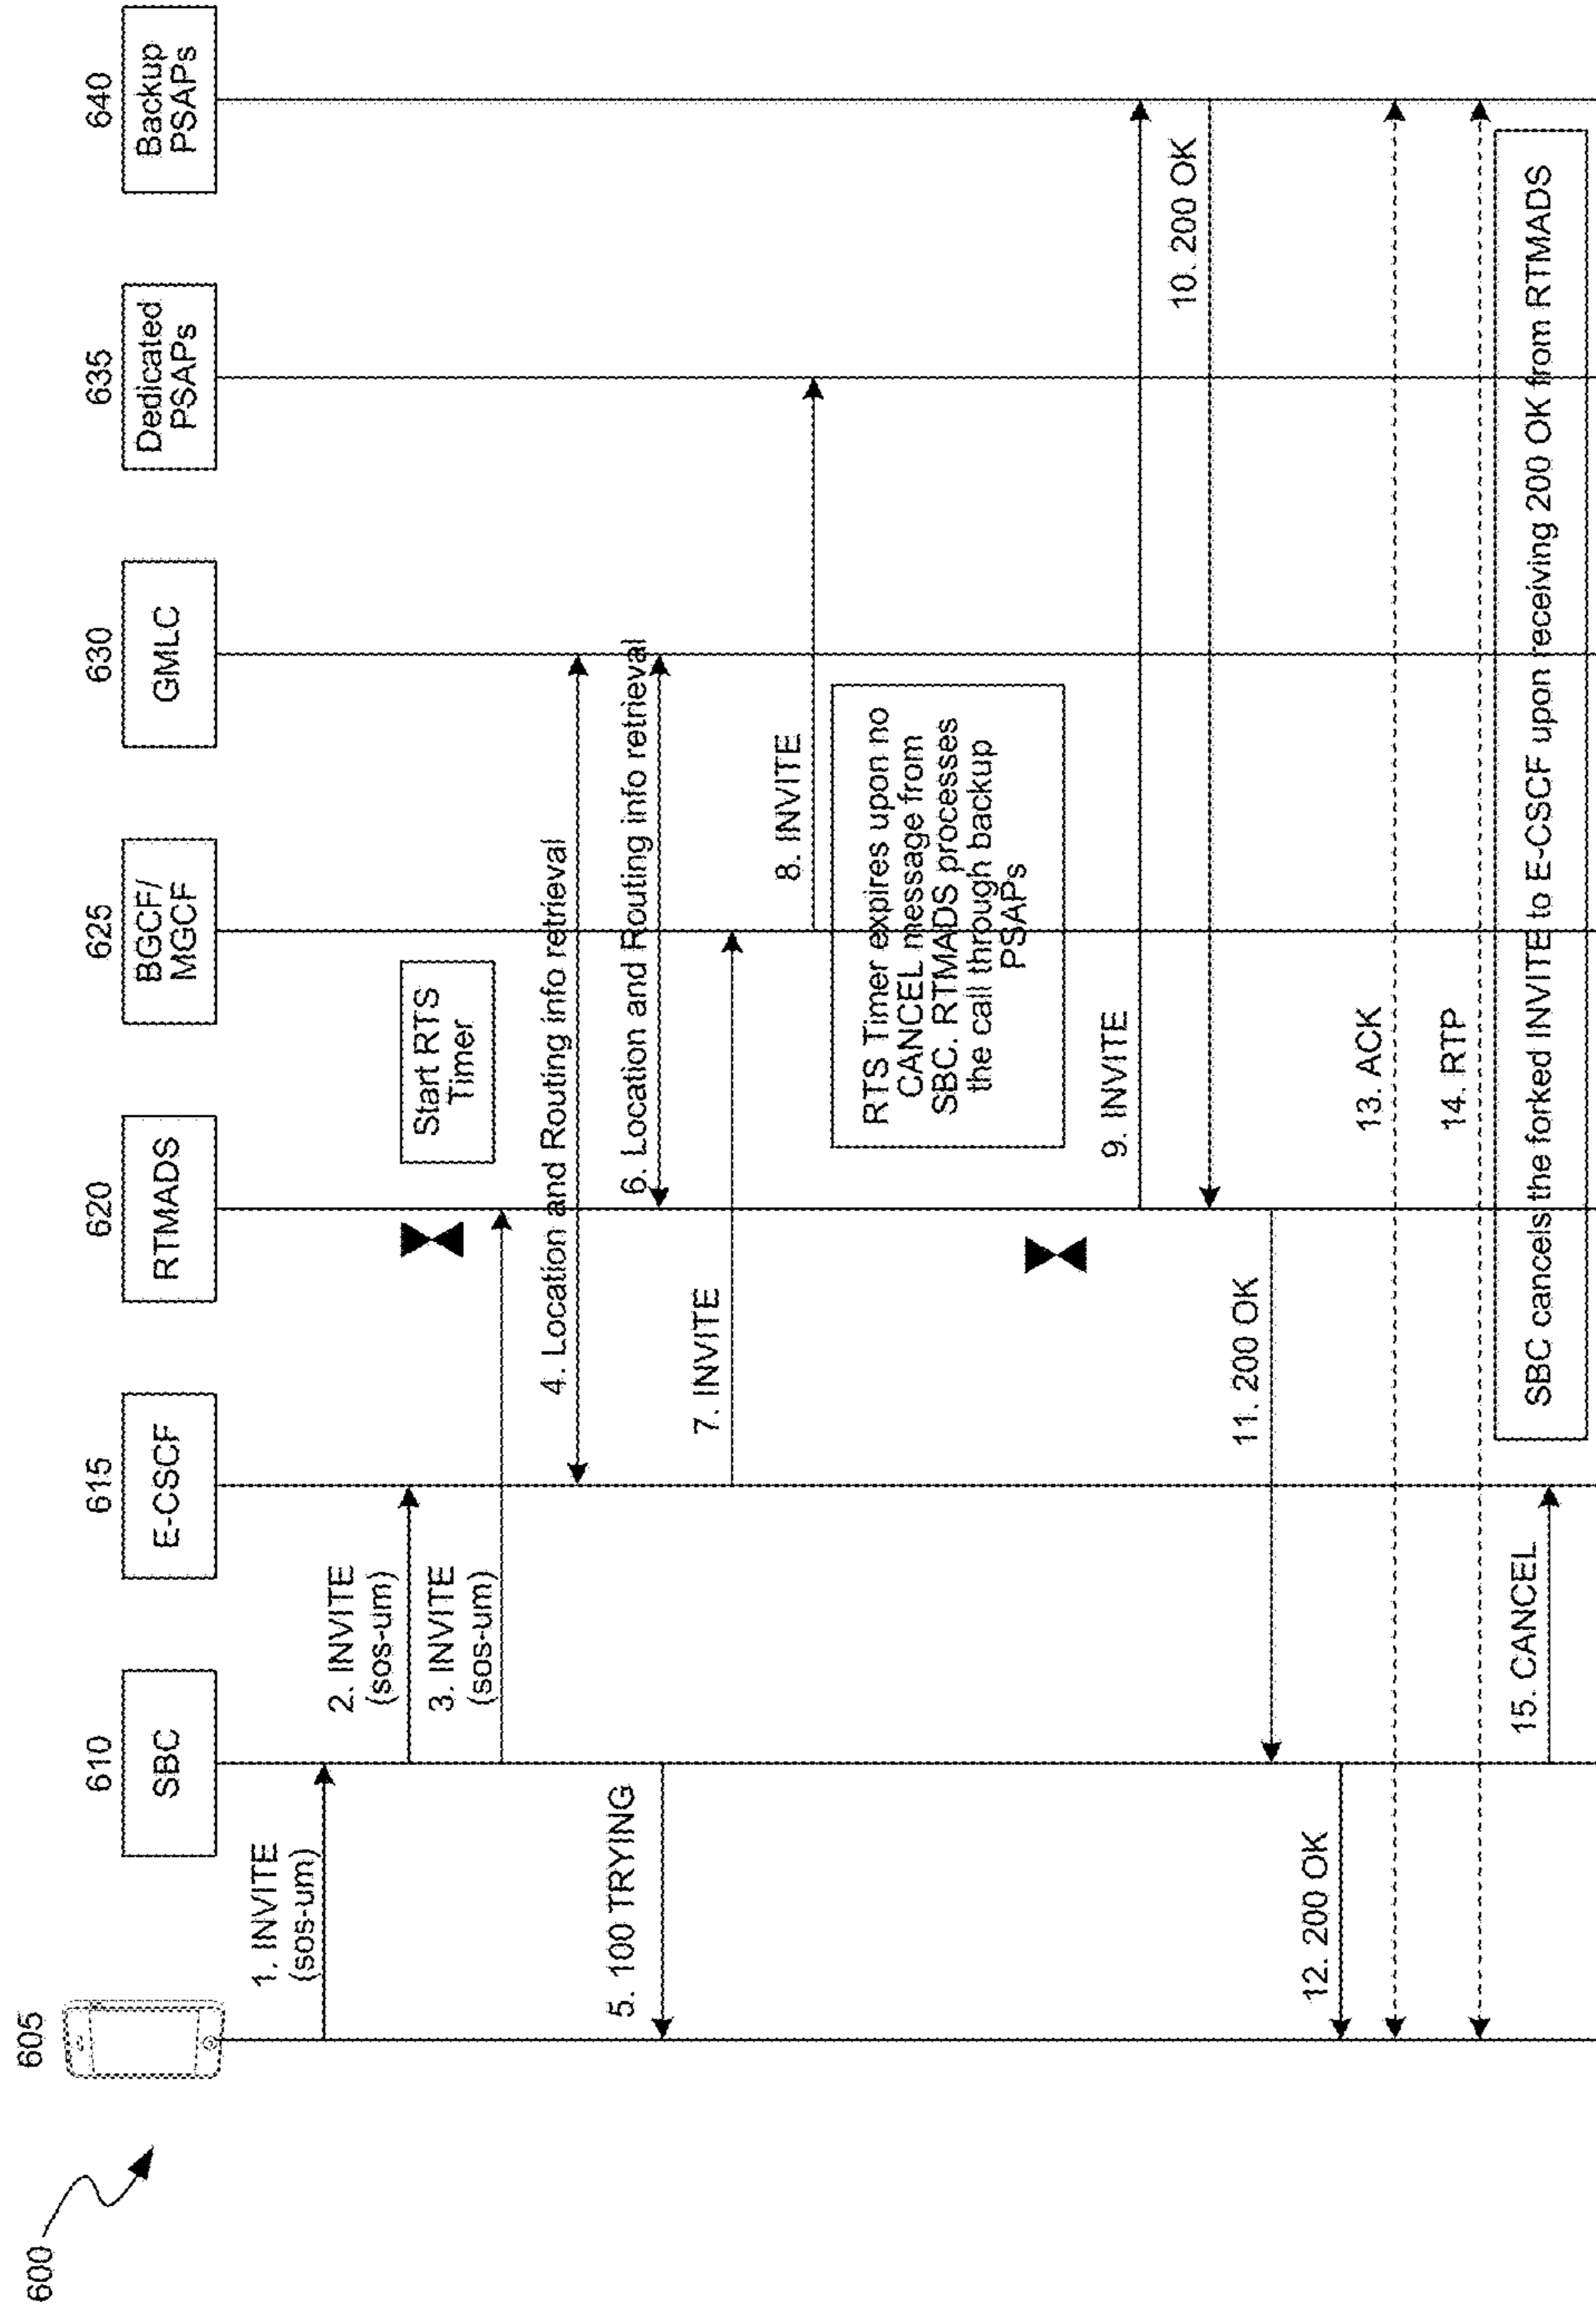 600
605
610
SBC
615
E-CSCF
620
RTMADS
625
BGCF/
MGCF
630
GMLC
635
Dedicated
PSAPs
640
Backup
PSAPs
1. INVITE
(sos-um)
2. INVITE
(sos-um)
3. INVITE
(sos-um)
Start RTS
Timer
4. Location and Routing info retrieval
5. 100 TRYING
6. Location and Routing info retrieval
7. INVITE
8. INVITE
RTS Timer expires upon no
CANCEL message from
SBC. RTMADS processes
the call through backup
PSAPs
9. INVITE
10. 200 OK
11. 200 OK
12. 200 OK
13. ACK
14. RTP
15. CANCEL
SBC cancels the forked INVITE to E-CSCF upon receiving 200 OK from RTMADS